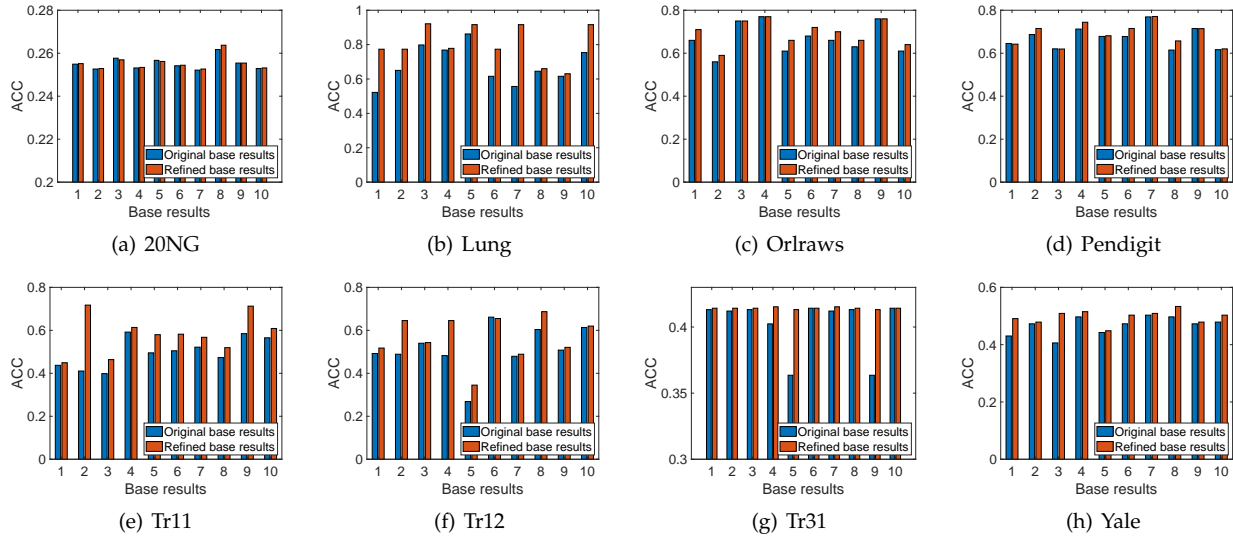 0.28
0.26
0.24
0.22
0.2
ACC
1 2 3 4 5 6 7 8 9 10
Base results
Original base results
Refined base results
(a) 20NG
1
0.8
0.6
0.4
0.2
0
ACC
1 2 3 4 5 6 7 8 9 10
Base results
Original base results
Refined base results
(b) Lung
0.8
0.6
0.4
0.2
0
ACC
1 2 3 4 5 6 7 8 9 10
Base results
Original base results
Refined base results
(c) Orlraws
0.8
0.6
0.4
0.2
0
ACC
1 2 3 4 5 6 7 8 9 10
Base results
Original base results
Refined base results
(d) Pendigit
0.8
0.6
0.4
0.2
0
ACC
1 2 3 4 5 6 7 8 9 10
Base results
Original base results
Refined base results
(e) Tr11
0.8
0.6
0.4
0.2
0
ACC
1 2 3 4 5 6 7 8 9 10
Base results
Original base results
Refined base results
(f) Tr12
0.4
0.35
0.3
ACC
1 2 3 4 5 6 7 8 9 10
Base results
Original base results
Refined base results
(g) Tr31
0.6
0.4
0.2
0
ACC
1 2 3 4 5 6 7 8 9 10
Base results
Original base results
Refined base results
(h) Yale